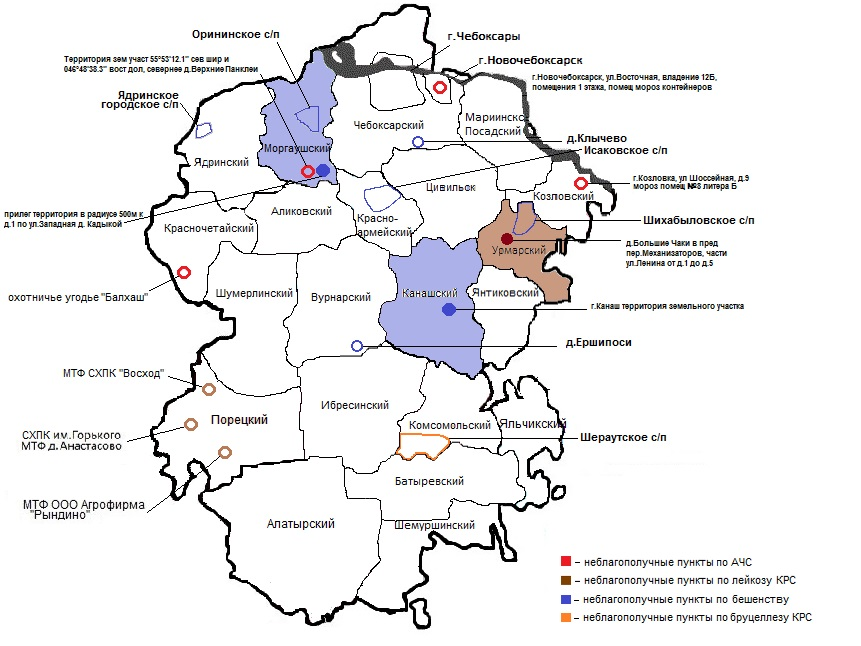 Орининское с/п
г.Чебоксары
Территория зем участ 55°53'12.1" сев шир и
046°48'38.3" вост дол, севернее д.Верхние Панклеи
г.Новочебоксарск
г.Новочебоксарск, ул.Восточная, владение 12Б,
помещения 1 этажа, помещ мороз контейнеров
Ядринское
городское с/п
Мариинско-
Посадский
Чебоксарский
д.Клычево
Исаковское с/п
Моргаушский
Ядринский
г.Козловка, ул Шоссейная, д.9
мороз помещ №3 литера Б
Цивильск
Козловский
прилег территория в радиусе 500м к
д.1 по ул.Западная д. Кадыкой
Аликовский
Красно-
армейский
Красночетайский
Шихабыловское с/п
Урмарский
д.Большие Чаки в пред
пер.Механизаторов, части
ул.Ленина от д.1 до д.5
охотничье угодье "Балхаш"
Шумерлинский
Вурнарский
Канашский
Янтиковский
г.Канаш территория земельного участка
д.Ершипоси
МТФ СХПК "Восход"
Ибресинский
Порецкий
Комсомольский
Яльчикский
СХПК им.Горького
МТФ д.Анастасово
Шераутское с/п
Батыревский
МТФ ООО Агрофирма
"Рындино"
Алатырский
Шемуршинский
– неблагополучные пункты по АЧС
– неблагополучные пункты по лейкозу КРС
– неблагополучные пункты по бешенству
– неблагополучные пункты по бруцеллезу КРС